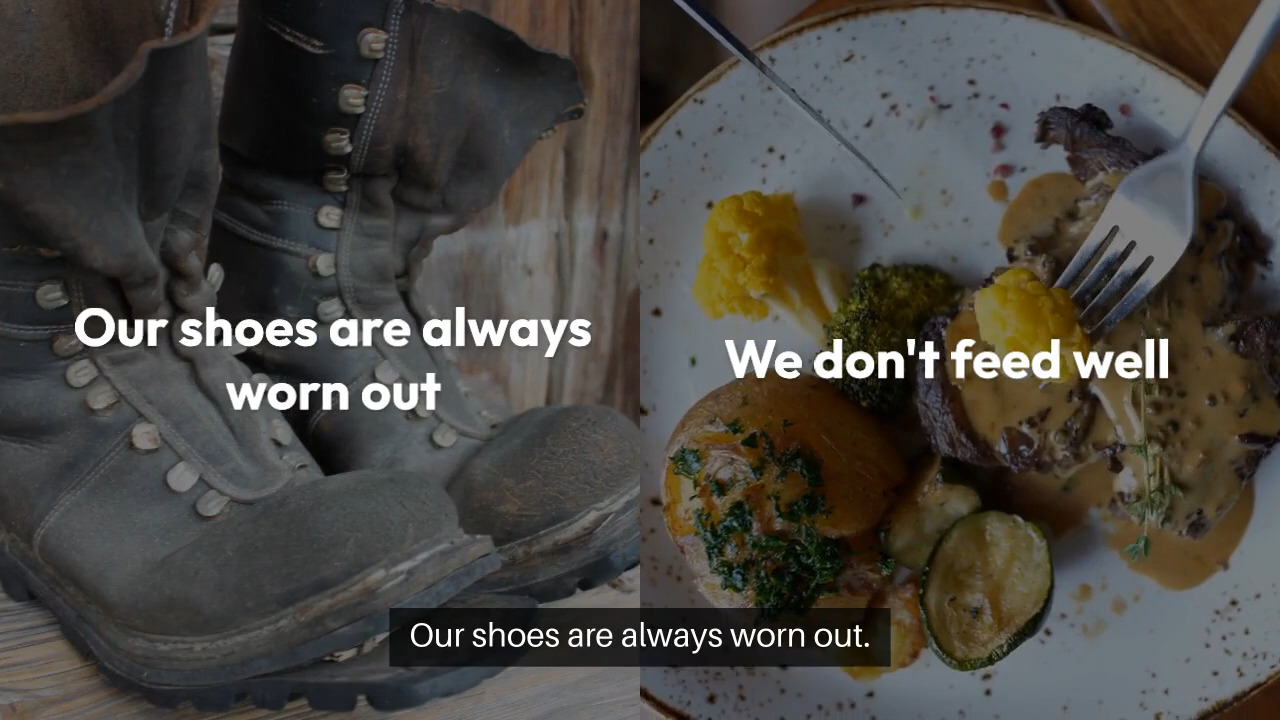 Our shoes are always
worn out
We don't feed well
Our shoes are always worn out.